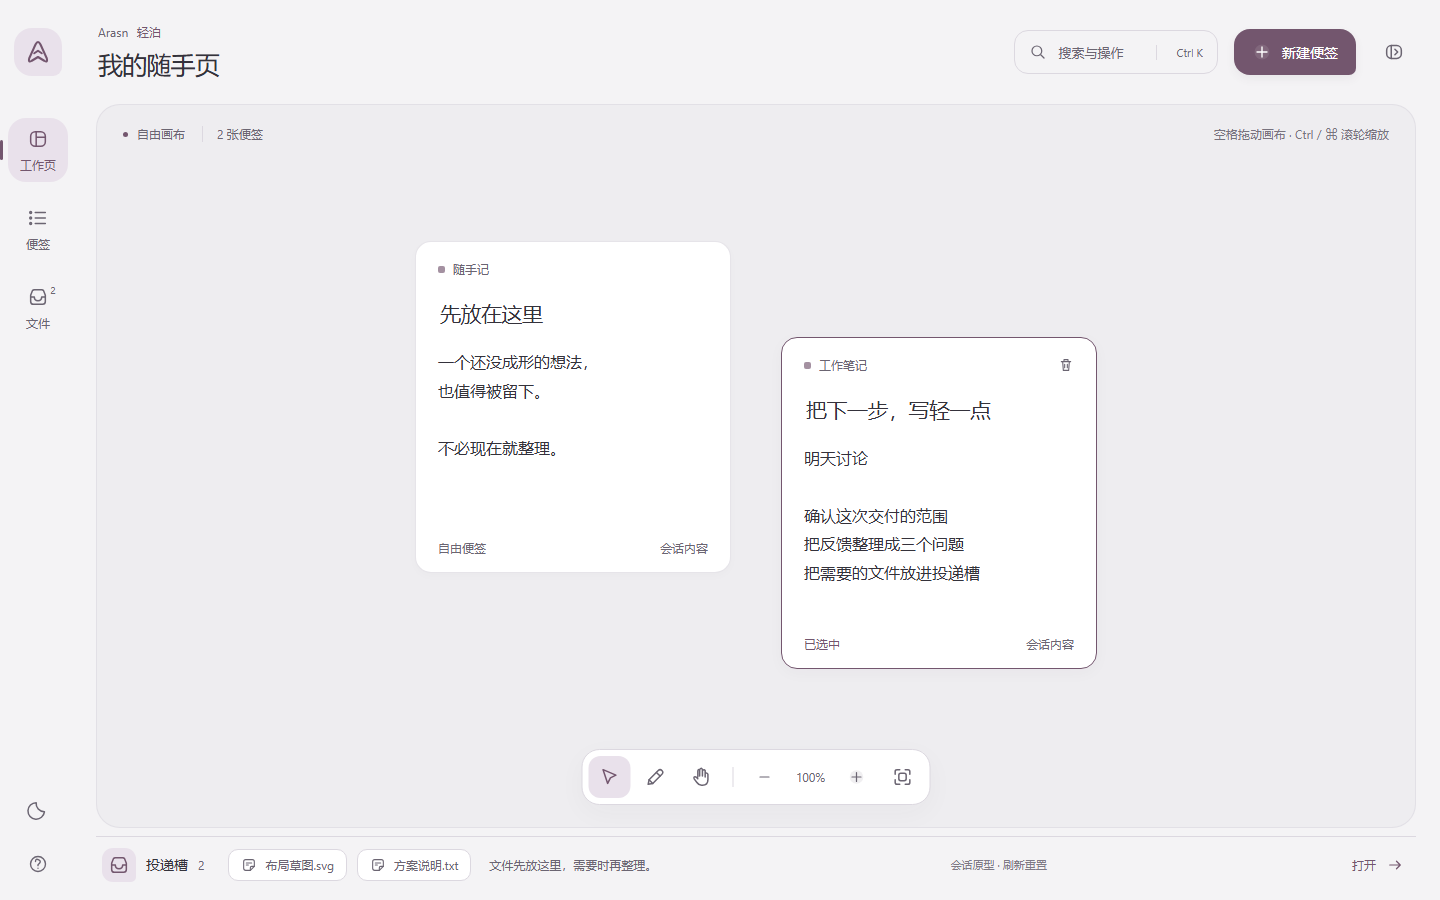 Arasn 轻泊
我的随手页
搜索与操作 Ctrl K
新建便签
工作页
便签
文件 2
自由画布
2 张便签
空格拖动画布 · Ctrl / ⌘ 滚轮缩放
随手记
先放在这里
一个还没成形的想法，
也值得被留下。
不必现在就整理。
自由便签
会话内容
工作笔记
把下一步，写轻一点
明天讨论
确认这次交付的范围
把反馈整理成三个问题
把需要的文件放进投递槽
已选中
会话内容
100%
投递槽 2
布局草图.svg
方案说明.txt
文件先放这里，需要时再整理。
会话原型 · 刷新重置
打开